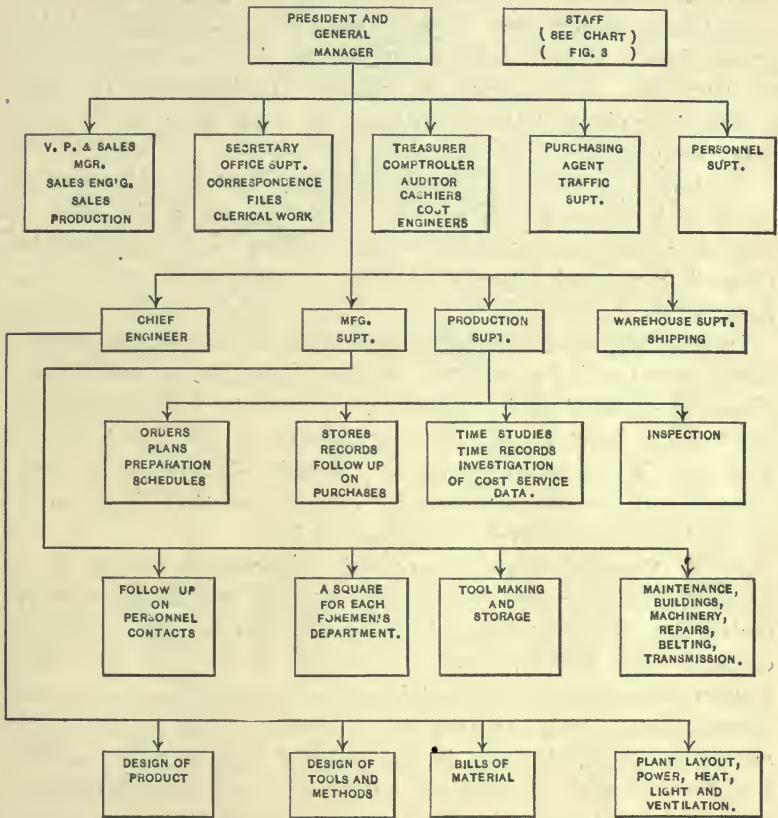 PRESIDENT AND
GENERAL
MANAGER
STAFF
( SEE CHART )
( FIG. 3 )
V. P. & SALES
MGR.
SALES ENG'G.
SALES
PRODUCTION
SECRETARY
OFFICE SUPT.
CORRESPONDENCE
FILES
CLERICAL WORK
TREASURER
COMPTROLLER
AUDITOR
CASHIERS
COST
ENGINEERS
PURCHASING
AGENT
TRAFFIC
SUPT.
PERSONNEL
SUPT.
CHIEF
ENGINEER
MFG.
SUPT.
PRODUCTION
SUPT.
WAREHOUSE SUPT.
SHIPPING
ORDERS
PLANS
PREPARATION
SCHEDULES
STORES
RECORDS
FOLLOW UP
ON
PURCHASES
TIME STUDIES
TIME RECORDS
INVESTIGATION
OF COST SERVICE
DATA.
INSPECTION
FOLLOW UP
ON
PERSONNEL
CONTACTS
A SQUARE
FOR EACH
FOREMEN'S
DEPARTMENT.
TOOL MAKING
AND
STORAGE
MAINTENANCE,
BUILDINGS,
MACHINERY,
REPAIRS,
BELTING,
TRANSMISSION.
DESIGN OF
PRODUCT
DESIGN OF
TOOLS AND
METHODS
BILLS OF
MATERIAL
PLANT LAYOUT,
POWER, HEAT,
LIGHT AND
VENTILATION.